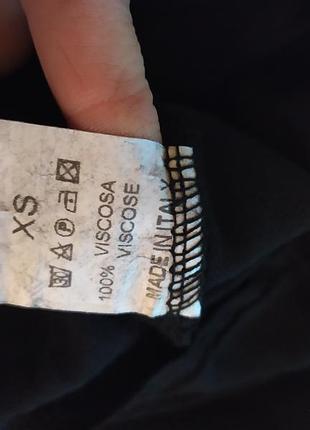 XS
P
100% VISCOSA
VISCOSE
MADE IN ITALY